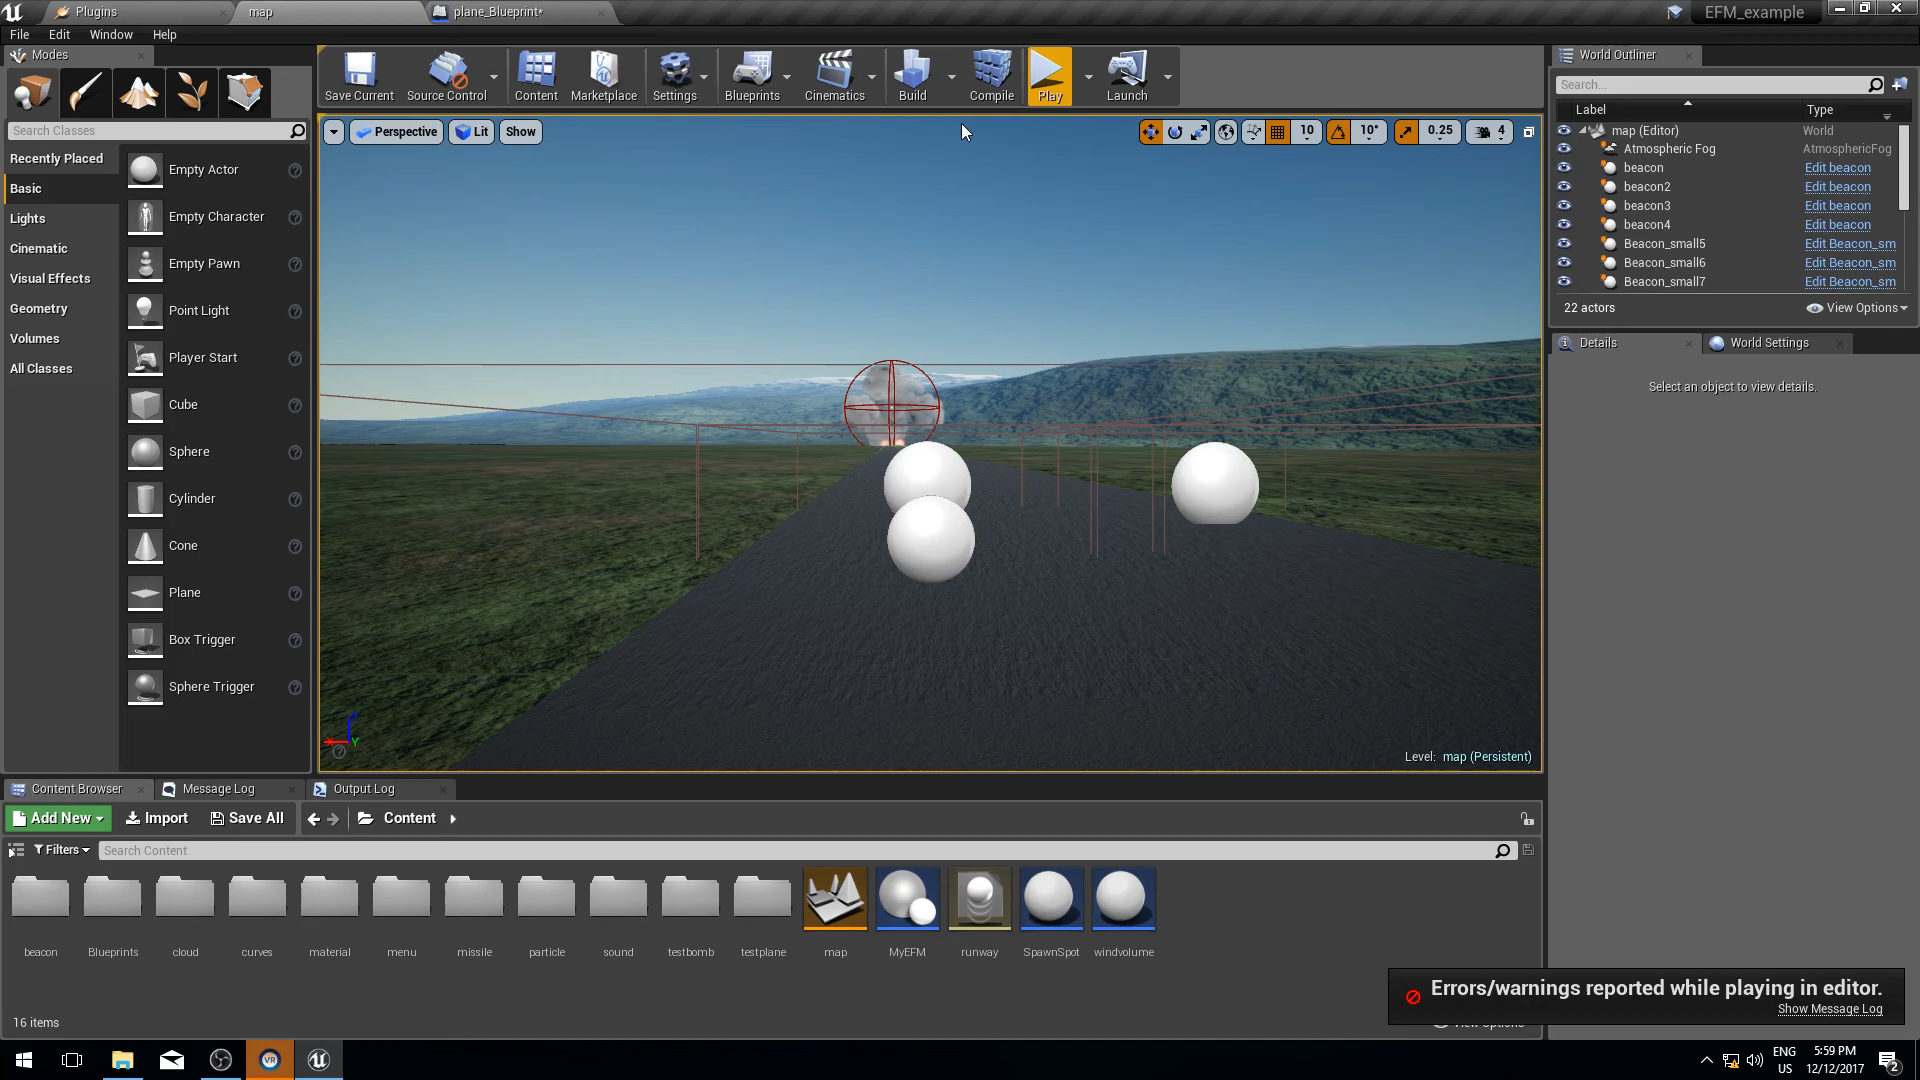 Plugins
map
plane_Blueprint*
EFM_example
File Edit Window Help
Modes
Save Current
Source Control
Content
Marketplace
Settings
Blueprints
Cinematics
Build
Compile
Play
Launch
World Outliner
Search...
Label
Type
Search Classes
Perspective
Lit
Show
10
10°
0.25
4
map (Editor) World
Atmospheric Fog AtmosphericFog
beacon Edit beacon
beacon2 Edit beacon
beacon3 Edit beacon
beacon4 Edit beacon
Beacon_small5 Edit Beacon_sm
Beacon_small6 Edit Beacon_sm
Beacon_small7 Edit Beacon_sm
22 actors
View Options
Recently Placed
Basic
Lights
Cinematic
Visual Effects
Geometry
Volumes
All Classes
Empty Actor
Empty Character
Empty Pawn
Point Light
Player Start
Cube
Sphere
Cylinder
Cone
Plane
Box Trigger
Sphere Trigger
Details
World Settings
Select an object to view details.
Y
Level: map (Persistent)
Content Browser
Message Log
Output Log
Add New
Import
Save All
Content
Filters
Search Content
beacon
Blueprints
cloud
curves
material
menu
missile
particle
sound
testbomb
testplane
map
MyEFM
runway
SpawnSpot
windvolume
16 items
Errors/warnings reported while playing in editor.
Show Message Log
View Options
VR
ENG
US
5:59 PM
12/12/2017
2